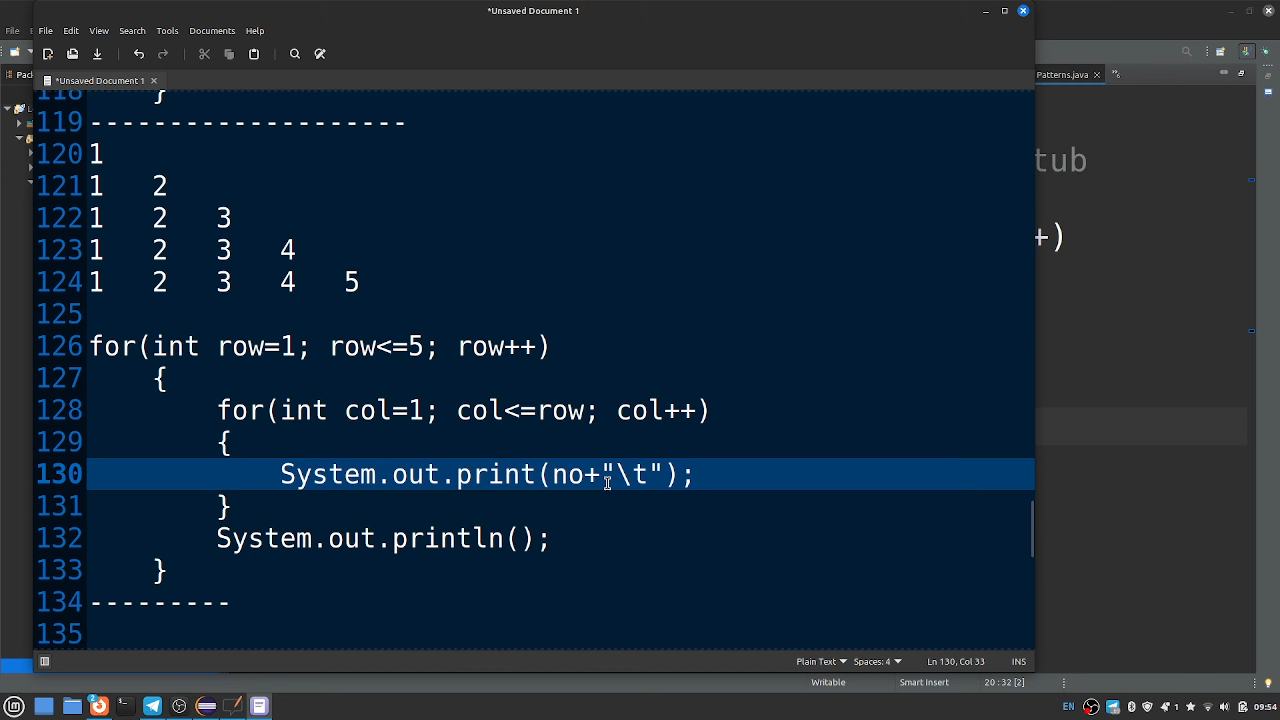 *Unsaved Document 1
File Edit View Search Tools Documents Help
*Unsaved Document 1
File
Patterns.java
118 }
119 --------------------
120 1
121 1 2
122 1 2 3
123 1 2 3 4
124 1 2 3 4 5
125
126 for(int row=1; row<=5; row++)
127 {
128 for(int col=1; col<=row; col++)
129 {
130 System.out.print(no+"\t");
131 }
132 System.out.println();
133 }
134 ---------
135
tub
+)
Plain Text Spaces: 4 Ln 130, Col 33 INS
Writable Smart Insert 20 : 32 [2]
2 EN 1 09:54